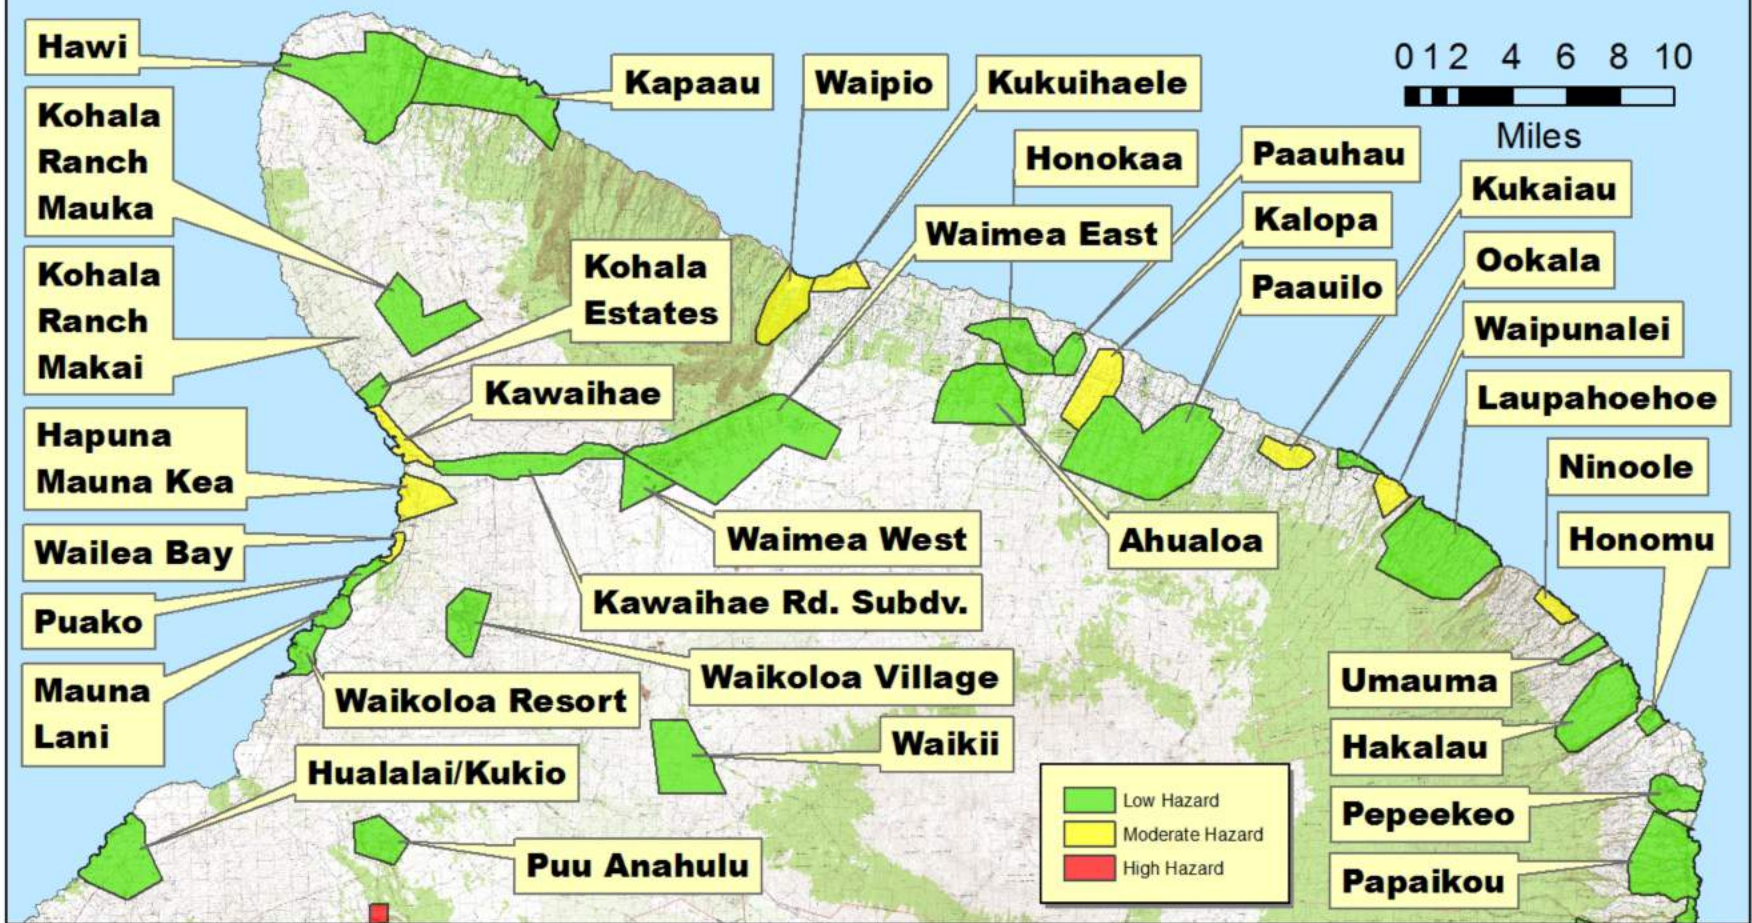 Hawi
Kohala
Ranch
Mauka
Kohala
Ranch
Makai
Hapuna
Mauna Kea
Wailea Bay
Puako
Mauna
Lani
Kapaau
Waipio
Kukuihaele
Honokaa
Waimea East
Kohala
Estates
Kawaihae
Paauhau
Kalopa
Paauilo
0 1 2 4 6 8 10
Miles
Kukaiau
Ookala
Waipunalei
Laupahoehoe
Ninoole
Honomu
Waimea West
Ahualoa
Kawaihae Rd. Subdv.
Waikoloa Village
Waikoloa Resort
Waikii
Hualalai/Kukio
Puu Anahulu
Umauma
Hakalau
Pepeekeo
Papaikou
Low Hazard
Moderate Hazard
High Hazard